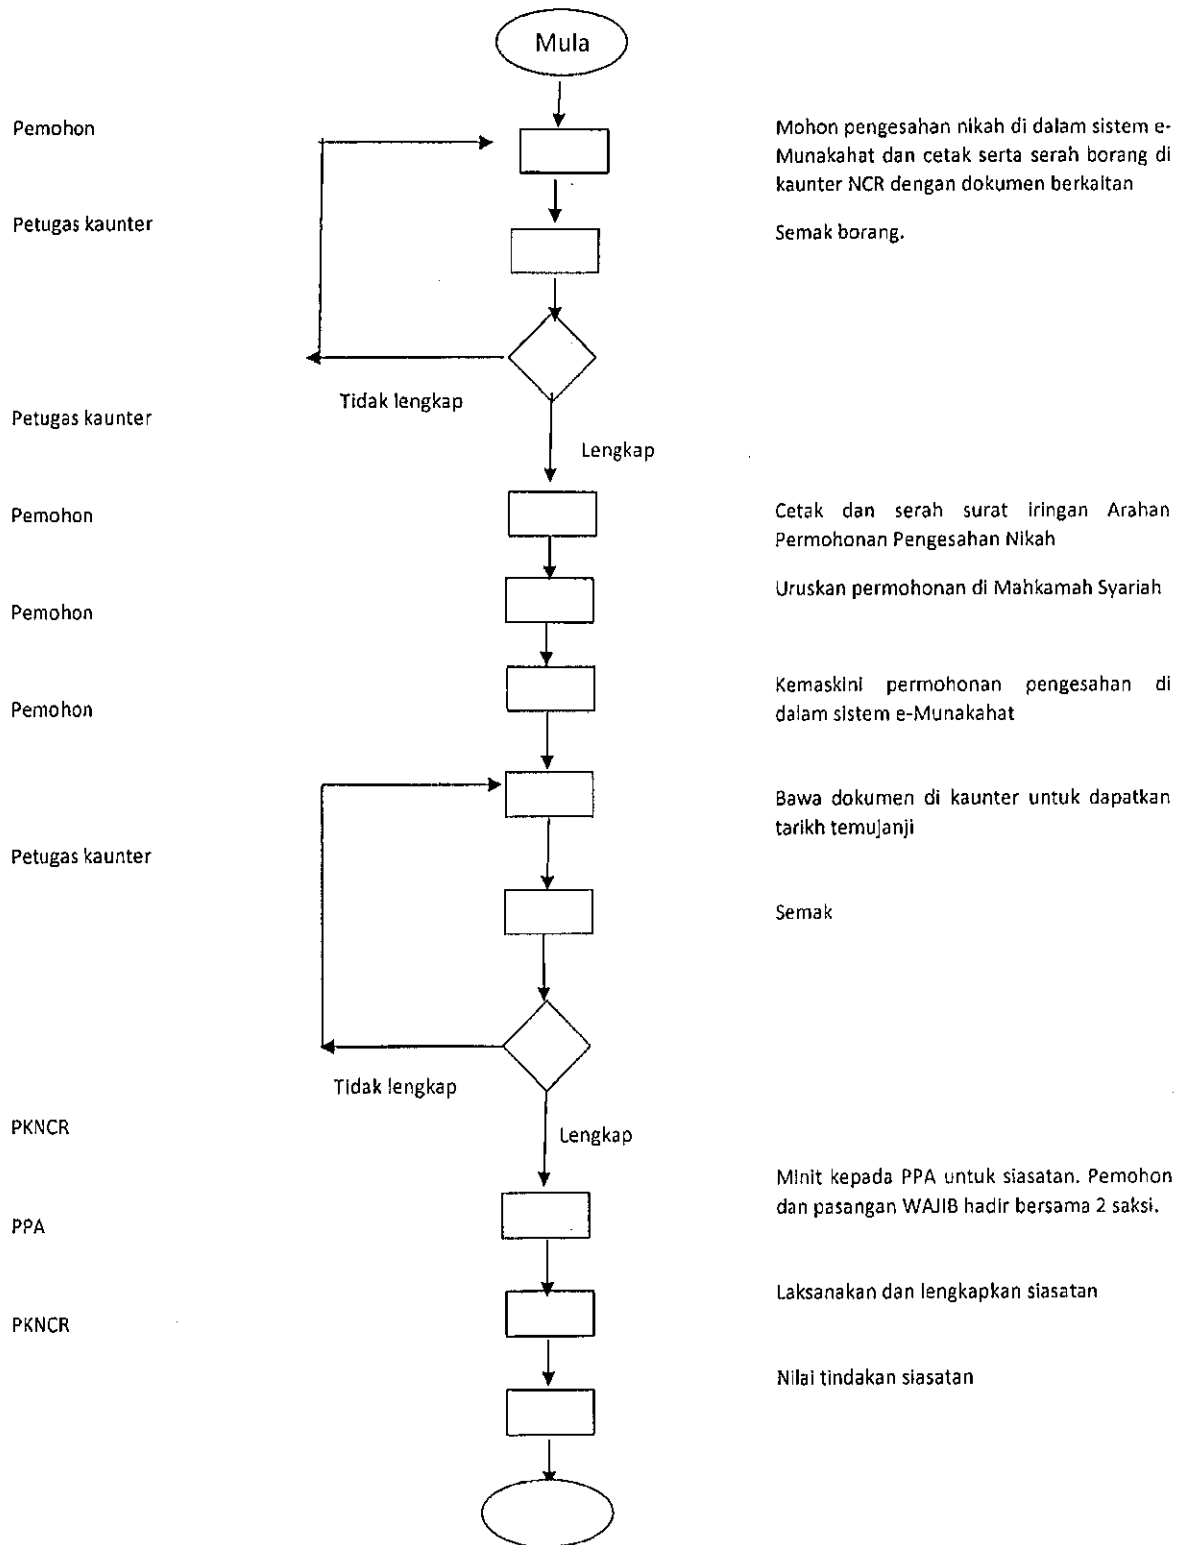 Mula
Pemohon
Mohon pengesahan nikah di dalam sistem e-
Munakahat dan cetak serta serah borang di
kaunter NCR dengan dokumen berkaitan
Petugas kaunter
Semak borang.
Tidak lengkap
Petugas kaunter
Lengkap
Pemohon
Cetak dan serah surat iringan Arahan
Permohonan Pengesahan Nikah
Uruskan permohonan di Mahkamah Syariah
Pemohon
Kemaskini permohonan pengesahan di
dalam sistem e-Munakahat
Pemohon
Bawa dokumen di kaunter untuk dapatkan
tarikh temujanji
Petugas kaunter
Semak
Tidak lengkap
PKNCR
Lengkap
Minit kepada PPA untuk siasatan. Pemohon
dan pasangan WAJIB hadir bersama 2 saksi.
PPA
Laksanakan dan lengkapkan siasatan
PKNCR
Nilai tindakan siasatan